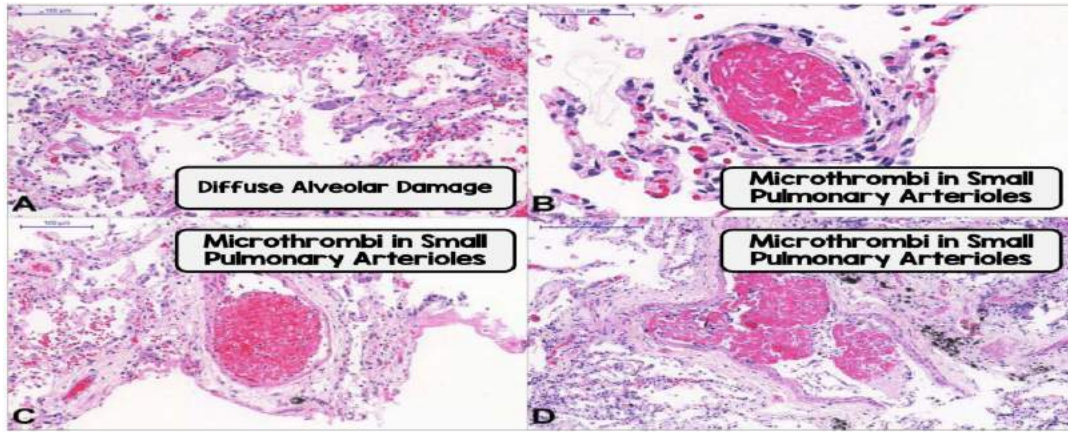 100 µm
Diffuse Alveolar Damage
A
Microthrombi in Small
Pulmonary Arterioles
B
100 µm
Microthrombi in Small
Pulmonary Arterioles
C
Microthrombi in Small
Pulmonary Arterioles
D